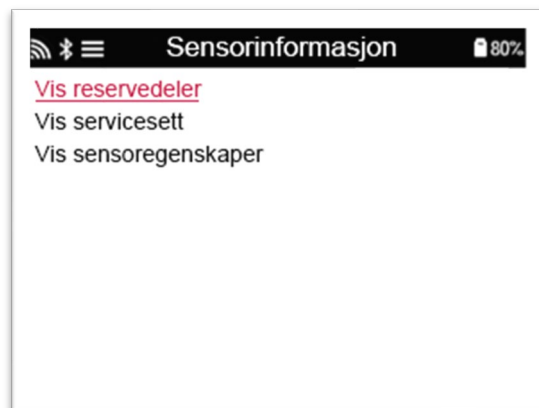 Sensorinformasjon 80%
Vis reservedeler
Vis servicesett
Vis sensoregenskaper